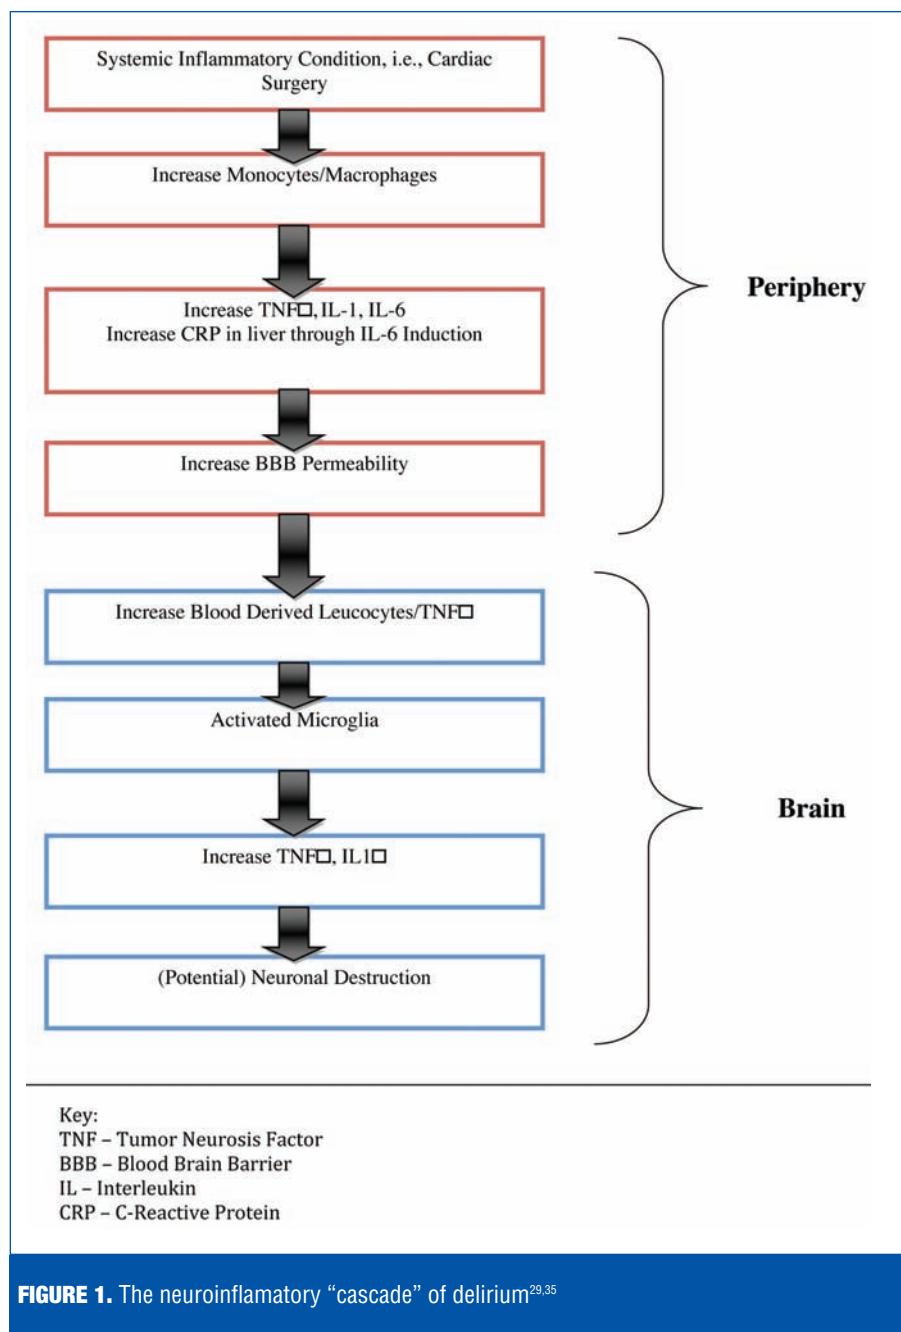 Systemic Inflammatory Condition, i.e., Cardiac
Surgery
Increase Monocytes/Macrophages
Increase TNF□, IL-1, IL-6
Increase CRP in liver through IL-6 Induction
Increase BBB Permeability
Periphery
Increase Blood Derived Leucocytes/TNF□
Activated Microglia
Increase TNF□, IL1□
(Potential) Neuronal Destruction
Brain
Key:
TNF – Tumor Neurosis Factor
BBB – Blood Brain Barrier
IL – Interleukin
CRP – C-Reactive Protein
FIGURE 1. The neuroinflamatory “cascade” of delirium29,35